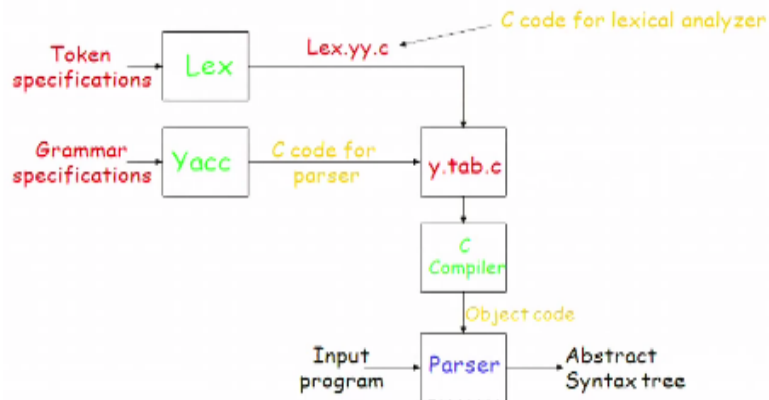 C code for lexical analyzer
Token
specifications
Lex
Lex.yy.c
Grammar
specifications
Yacc
C code for
parser
y.tab.c
C
Compiler
Object code
Input
program
Parser
Abstract
Syntax tree